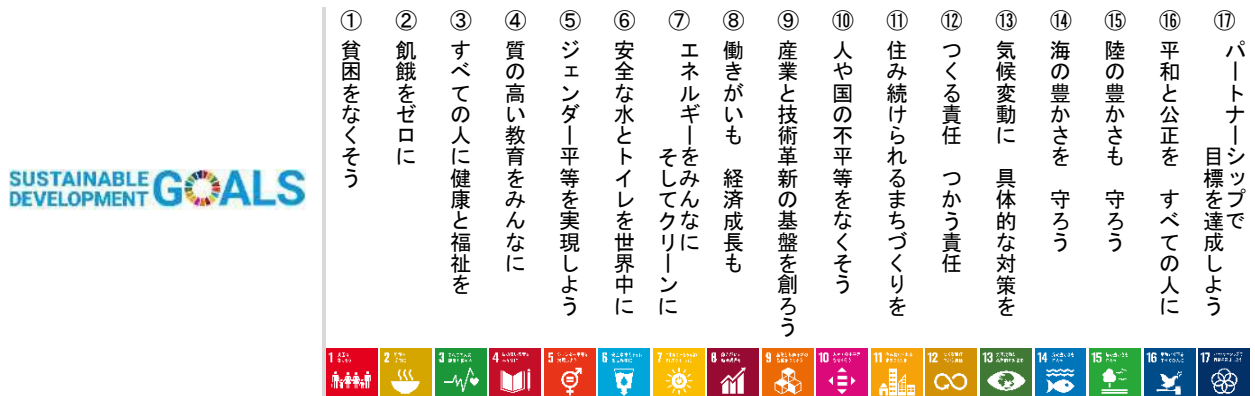 SUSTAINABLE
DEVELOPMENT
GOALS
① 貧困をなくそう
② 飢餓をゼロに
③ すべての人に健康と福祉を
④ 質の高い教育をみんなに
⑤ ジェンダー平等を実現しよう
⑥ 安全な水とトイレを世界中に
⑦ エネルギーをみんなに
そしてクリーンに
⑧ 働きがいも 経済成長も
⑨ 産業と技術革新の基盤を創ろう
⑩ 人や国の不平等をなくそう
⑪ 住み続けられるまちづくりを
⑫ つくる責任 つかう責任
⑬ 気候変動に 具体的な対策を
⑭ 海の豊かさを 守ろう
⑮ 陸の豊かさも 守ろう
⑯ 平和と公正を すべての人に
⑰ パートナーシップで
目標を達成しよう
1
2
3
4
5
6
7
8
9
10
11
12
13
14
15
16
17